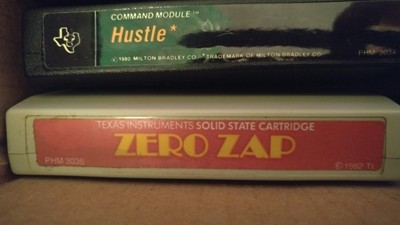 COMMAND MODULE
Hustle*
© 1980 MILTON BRADLEY CO. *TRADEMARK OF MILTON BRADLEY CO.
PHM 3034
TEXAS INSTRUMENTS SOLID STATE CARTRIDGE
ZERO ZAP
PHM 3036
© 1982 TI